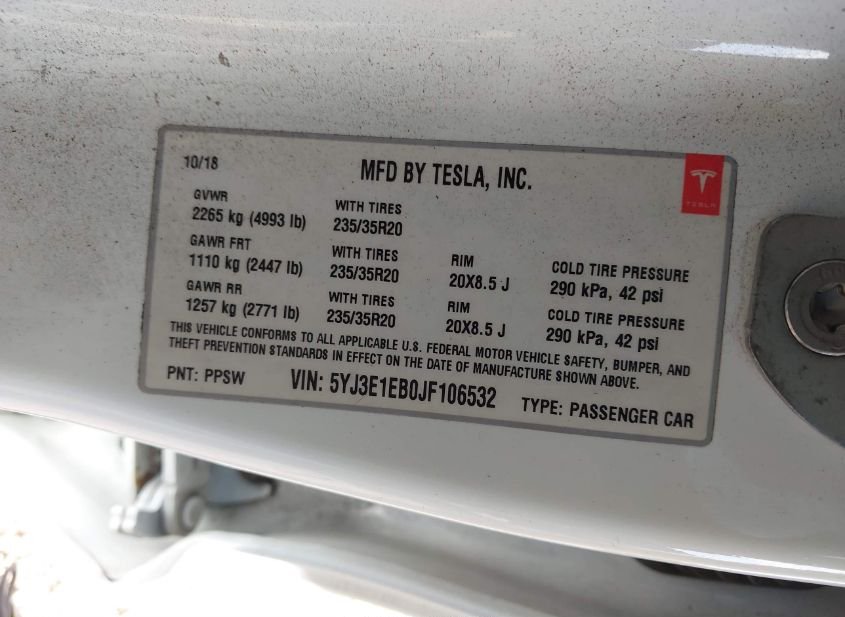 10/18
MFD BY TESLA, INC.
TESLA
GVWR
2265 kg (4993 lb)
WITH TIRES
235/35R20
GAWR FRT
1110 kg (2447 lb)
WITH TIRES
235/35R20
RIM
20X8.5 J
COLD TIRE PRESSURE
290 kPa, 42 psi
GAWR RR
1257 kg (2771 lb)
WITH TIRES
235/35R20
RIM
20X8.5 J
COLD TIRE PRESSURE
290 kPa, 42 psi
THIS VEHICLE CONFORMS TO ALL APPLICABLE U.S. FEDERAL MOTOR VEHICLE SAFETY, BUMPER, AND
THEFT PREVENTION STANDARDS IN EFFECT ON THE DATE OF MANUFACTURE SHOWN ABOVE.
PNT: PPSW
VIN: 5YJ3E1EB0JF106532
TYPE: PASSENGER CAR